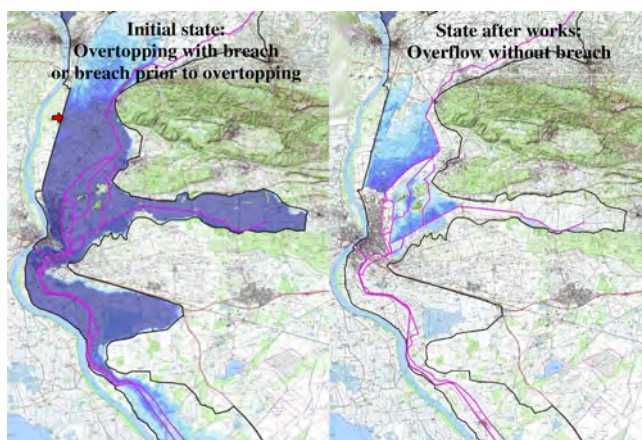 Initial state:
Overtopping with breach
or breach prior to overtopping
State after works:
Overflow without breach